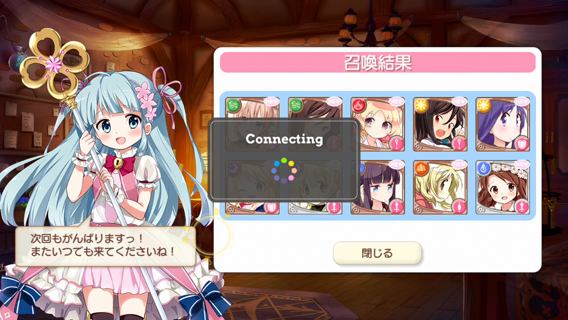 召喚結果
Connecting
次回もがんばりますっ！
またいつでも来てくださいね！
閉じる